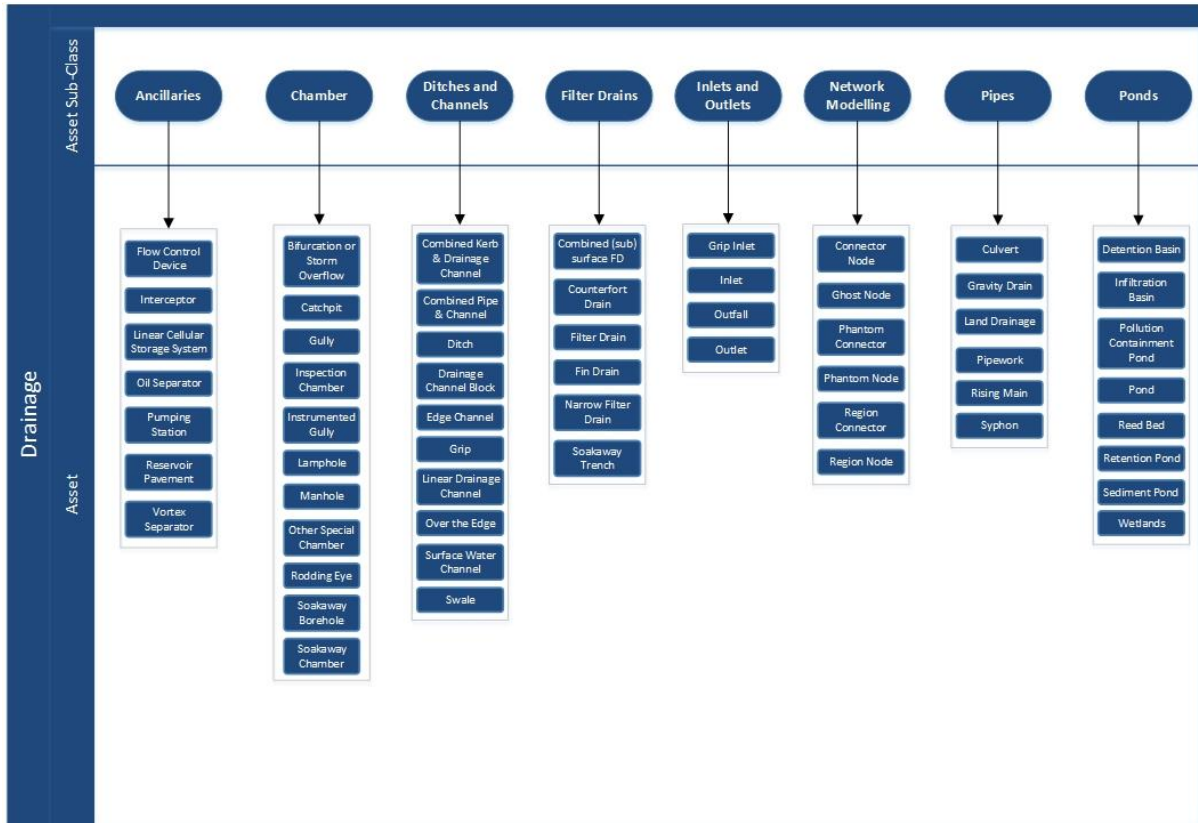 Drainage
Asset Sub-Class
Asset
Ancillaries
Chamber
Ditches and
Channels
Filter Drains
Inlets and
Outlets
Network
Modelling
Pipes
Ponds
Flow Control
Device
Interceptor
Linear Cellular
Storage System
Oil Separator
Pumping
Station
Reservoir
Pavement
Vortex
Separator
Bifurcation or
Storm
Overflow
Catchpit
Gully
Inspection
Chamber
Instrumented
Gully
Lamphole
Manhole
Other Special
Chamber
Rodding Eye
Soakaway
Borehole
Soakaway
Chamber
Combined Kerb
& Drainage
Channel
Combined Pipe
& Channel
Ditch
Drainage
Channel Block
Edge Channel
Grip
Linear Drainage
Channel
Over the Edge
Surface Water
Channel
Swale
Combined (sub)
surface FD
Counterfort
Drain
Filter Drain
Fin Drain
Narrow Filter
Drain
Soakaway
Trench
Grip Inlet
Inlet
Outfall
Outlet
Connector
Node
Ghost Node
Phantom
Connector
Phantom Node
Region
Connector
Region Node
Culvert
Gravity Drain
Land Drainage
Pipework
Rising Main
Syphon
Detention Basin
Infiltration
Basin
Pollution
Containment
Pond
Pond
Reed Bed
Retention Pond
Sediment Pond
Wetlands